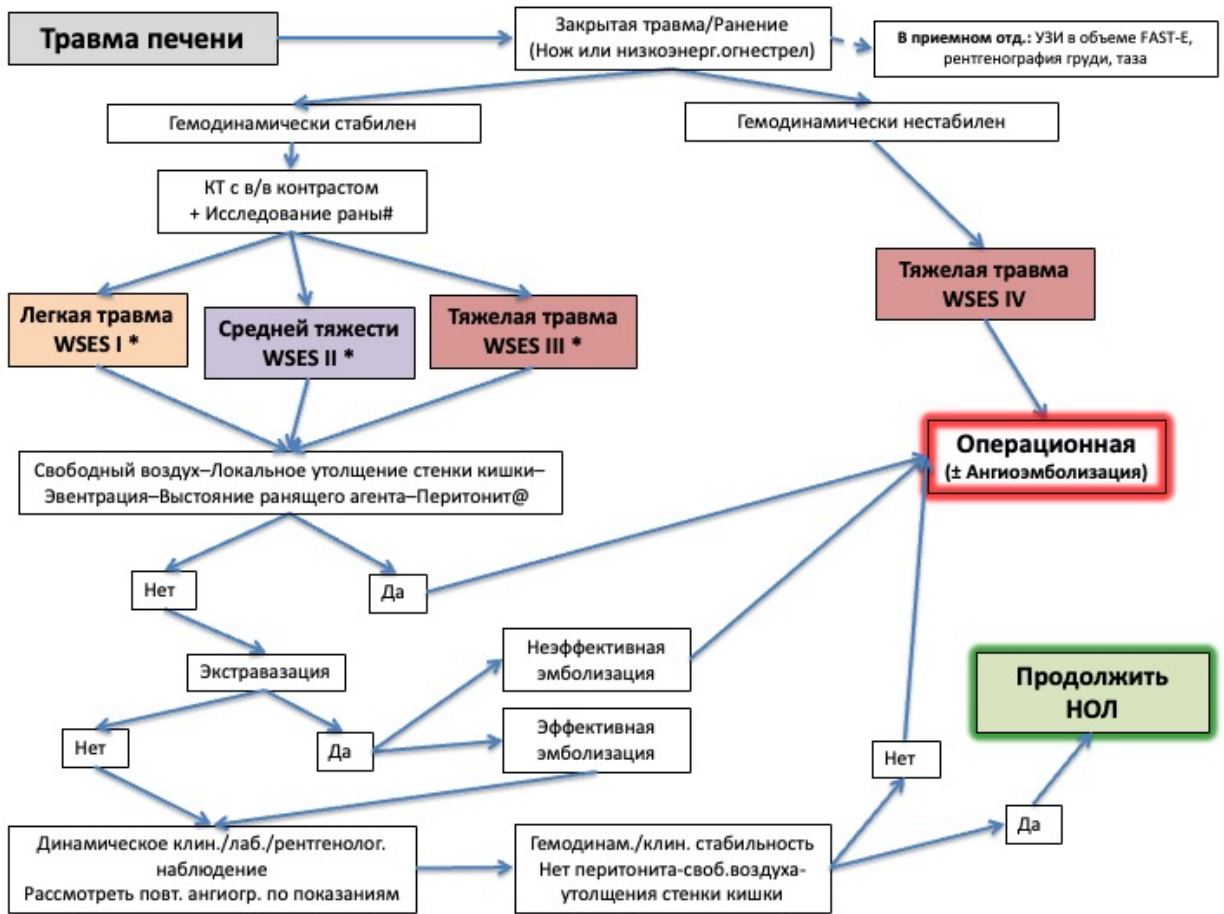 Травма печени
Закрытая травма/Ранение
(Нож или низкоэнерг.огнестрел)
В приемном отд.: УЗИ в объеме FAST-E,
рентгенография груди, таза
Гемодинамически стабилен
Гемодинамически нестабилен
КТ с в/в контрастом
+ Исследование раны#
Легкая травма
WSES I *
Средней тяжести
WSES II *
Тяжелая травма
WSES III *
Тяжелая травма
WSES IV
Свободный воздух–Локальное утолщение стенки кишки–
Эвентрация–Выстояние ранящего агента–Перитонит@
Операционная
(± Ангиоэмболизация)
Нет
Да
Экстравазация
Неэффективная
эмболизация
Нет
Да
Эффективная
эмболизация
Продолжить
НОЛ
Нет
Да
Динамическое клин./лаб./рентгенолог.
наблюдение
Рассмотреть повт. ангиогр. по показаниям
Гемодинам./клин. стабильность
Нет перитонита-своб.воздуха-
утолщения стенки кишки